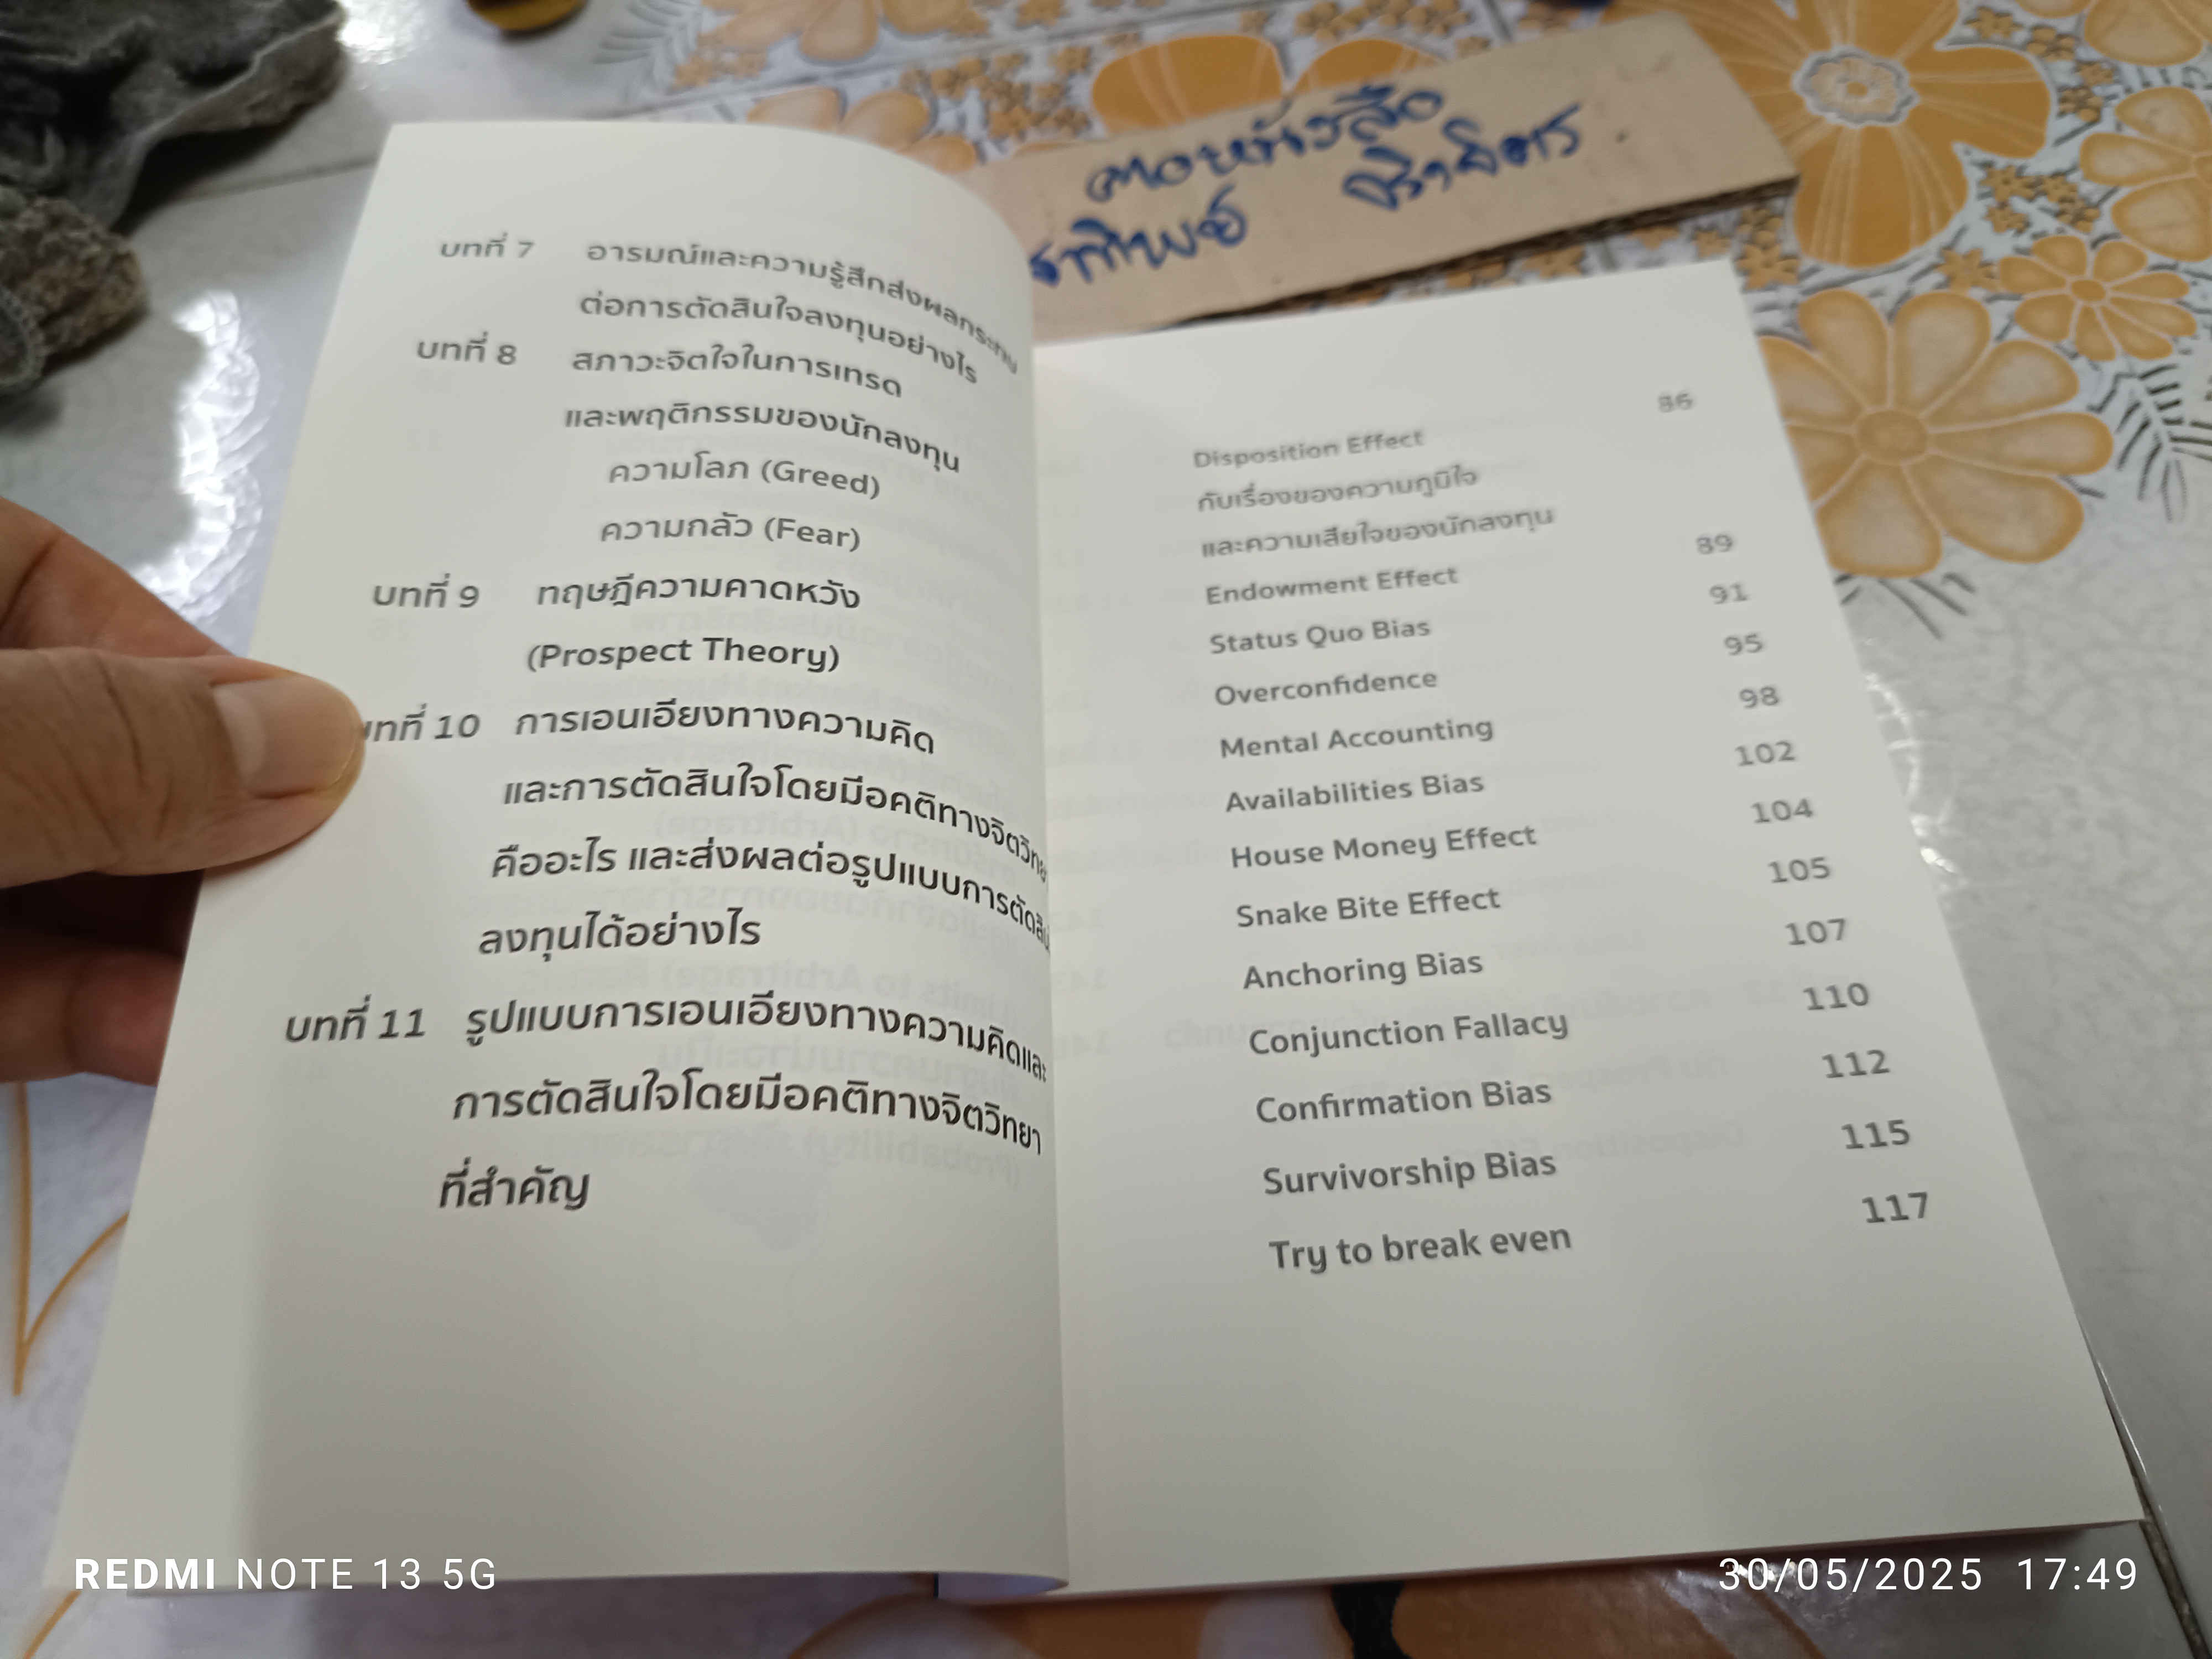 คอหนังสือ
บทที่ 7 อารมณ์และความรู้สึกส่งผลกระทบ
ต่อการตัดสินใจลงทุนอย่างไร
บทที่ 8 สภาวะจิตใจในการเทรด
และพฤติกรรมของนักลงทุน
ความโลภ (Greed)
ความกลัว (Fear)
บทที่ 9 ทฤษฎีความคาดหวัง
(Prospect Theory)
บทที่ 10 การเอนเอียงทางความคิด
และการตัดสินใจโดยมีอคติทางจิตวิทยา
คืออะไร และส่งผลต่อรูปแบบการตัดสิน
ลงทุนได้อย่างไร
บทที่ 11 รูปแบบการเอนเอียงทางความคิดและ
การตัดสินใจโดยมีอคติทางจิตวิทยา
ที่สำคัญ
Disposition Effect 86
กับเรื่องของความภูมิใจ
และความเสียใจของนักลงทุน
Endowment Effect 89
Status Quo Bias 91
Overconfidence 95
Mental Accounting 98
Availabilities Bias 102
House Money Effect 104
Snake Bite Effect 105
Anchoring Bias 107
Conjunction Fallacy 110
Confirmation Bias 112
Survivorship Bias 115
Try to break even 117
REDMI NOTE 13 5G
30/05/2025 17:49